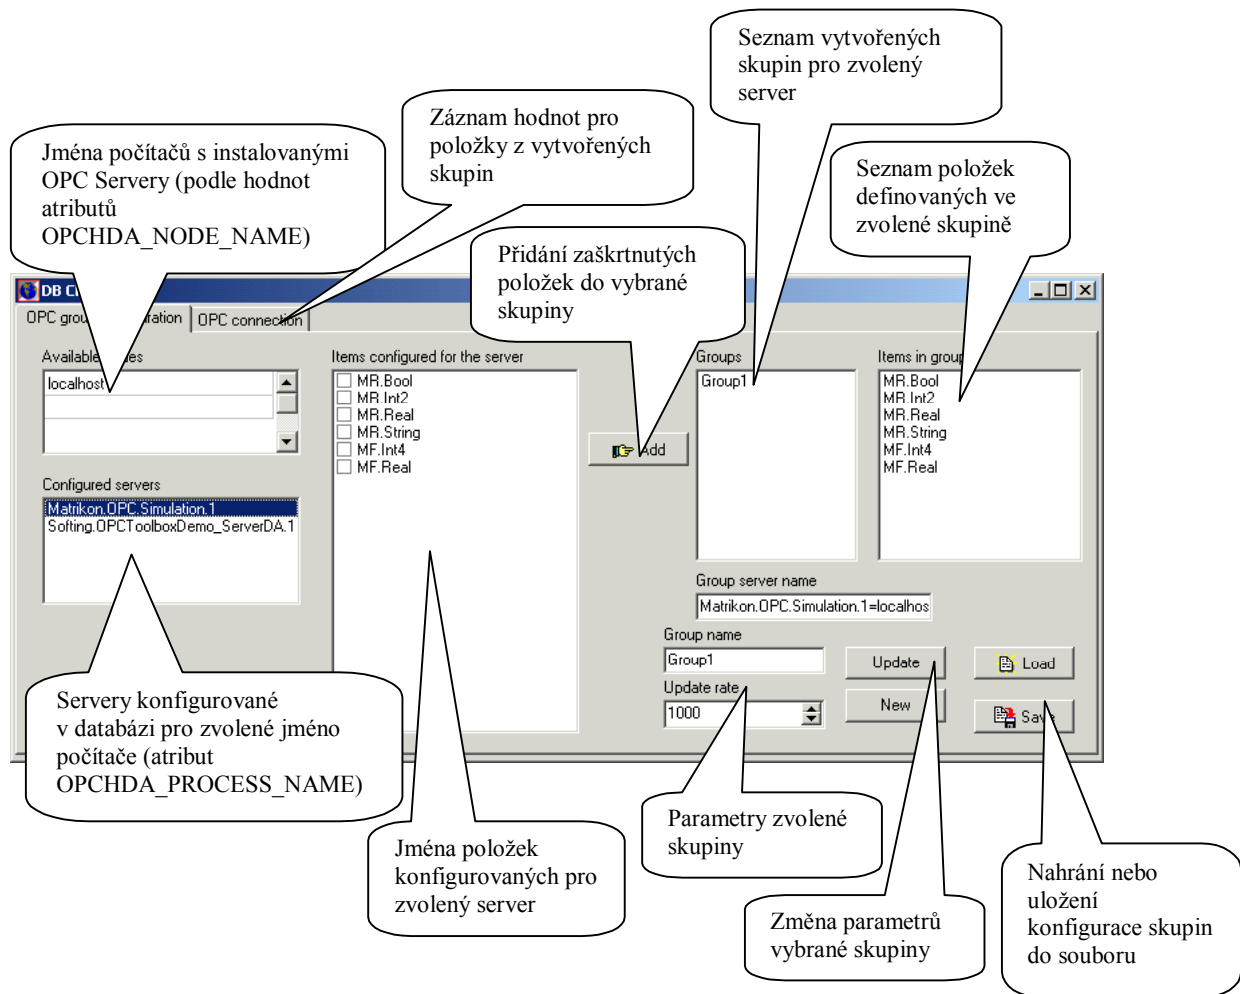 Seznam vytvořených
skupin pro zvolený
server
Záznam hodnot pro
položky z vytvořených
skupin
Jména počítačů s instalovanými
OPC Servery (podle hodnot
atributů
OPCHDA_NODE_NAME)
Seznam položek
definovaných ve
zvolené skupině
Přidání zaškrtnutých
položek do vybrané
skupiny
DB
OPC
OPC connection
Available
localhost
Items configured for the server
MR.Bool
MR.Int2
MR.Real
MR.String
MF.Int4
MF.Real
Add
Groups
Group1
Items in
MR.Bool
MR.Int2
MR.Real
MR.String
MF.Int4
MF.Real
Configured servers
Matrikon.OPC.Simulation.1
Softing.OPCToolboxDemo_ServerDA.1
Group server name
Matrikon.OPC.Simulation.1=localhos
Group name
Group1
Update rate
1000
Update
New
Load
Save
Servery konfigurované
v databázi pro zvolené jméno
počítače (atribut
OPCHDA_PROCESS_NAME)
Jména položek
konfigurovaných pro
zvolený server
Parametry zvolené
skupiny
Změna parametrů
vybrané skupiny
Nahrání nebo
uložení
konfigurace skupin
do souboru